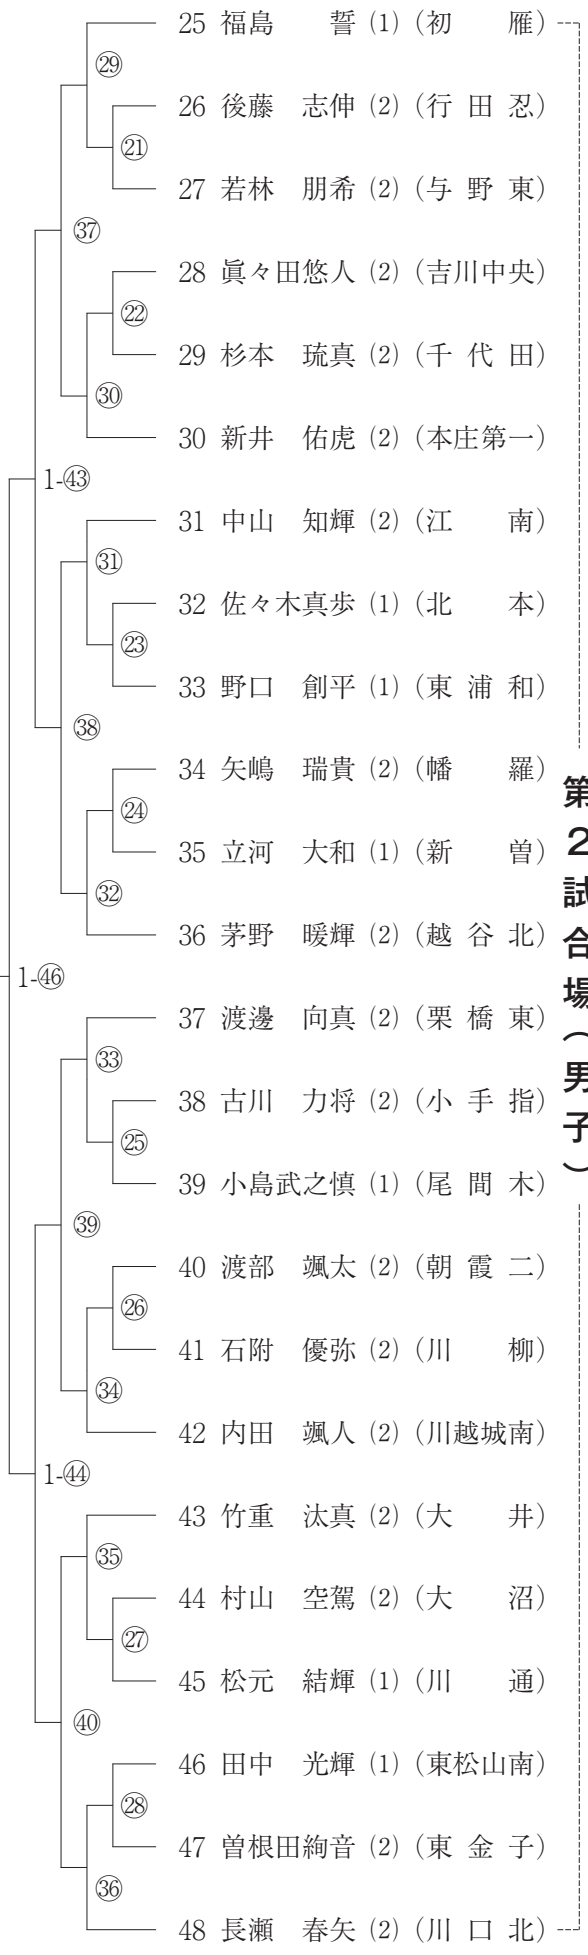 25 福島　　誓 (1)（初　　雁）
㉙
26 後藤　志伸 (2)（行 田 忍）
㉑
27 若林　朋希 (2)（与 野 東）
㊲
28 眞々田悠人 (2)（吉川中央）
㉒
29 杉本　琉真 (2)（千 代 田）
㉚
30 新井　佑虎 (2)（本庄第一）
1-㊸
31 中山　知輝 (2)（江　　南）
㉛
32 佐々木真歩 (1)（北　　本）
㉓
33 野口　創平 (1)（東 浦 和）
㊳
34 矢嶋　瑞貴 (2)（幡　　羅）
㉔
35 立河　大和 (1)（新　　曽）
㉜
36 茅野　暖輝 (2)（越 谷 北）
1-㊻
37 渡邊　向真 (2)（栗 橋 東）
㉝
38 古川　力将 (2)（小 手 指）
㉕
39 小島武之慎 (1)（尾 間 木）
㊴
40 渡部　颯太 (2)（朝 霞 二）
㉖
41 石附　優弥 (2)（川　　柳）
㉞
42 内田　颯人 (2)（川越城南）
1-㊹
43 竹重　汰真 (2)（大　　井）
㉟
44 村山　空駕 (2)（大　　沼）
㉗
45 松元　結輝 (1)（川　　通）
㊵
46 田中　光輝 (1)（東松山南）
㉘
47 曽根田絢音 (2)（東 金 子）
㊱
48 長瀬　春矢 (2)（川 口 北）
第２試合場（男子）